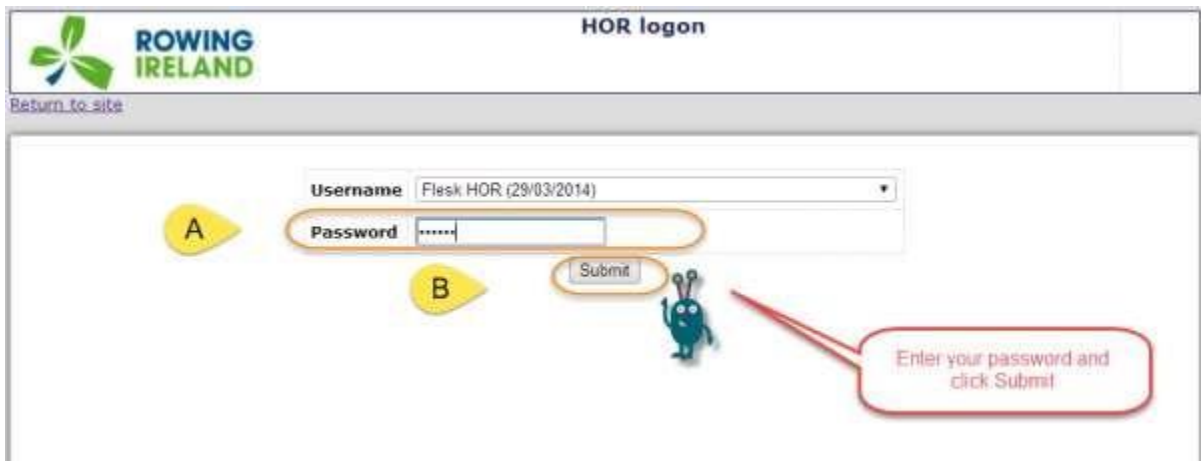 HOR logon
ROWING
IRELAND
Return to site
Username Flesk HOR (29/03/2014)
A
Password ••••••
Submit
B
Enter your password and
click Submit